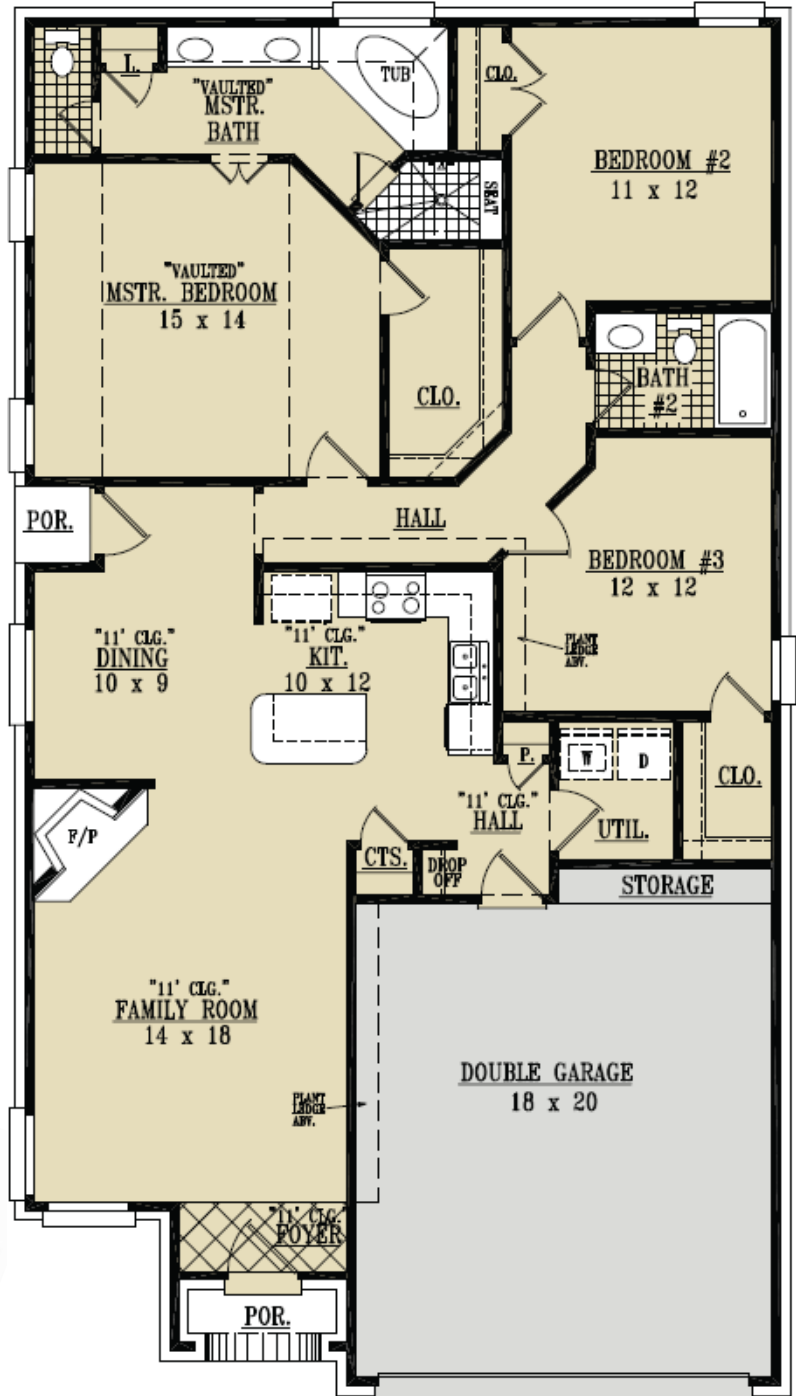 L.
TUB
CLO.
"VAULTED"
MSTR.
BATH
BEDROOM #2
11 x 12
SEAT
"VAULTED"
MSTR. BEDROOM
15 x 14
CLO.
BATH
#2
POR.
HALL
BEDROOM #3
12 x 12
"11' CLG."
DINING
10 x 9
"11' CLG."
KIT.
10 x 12
PLANT
LEDGE
ABV.
P.
W
D
CLO.
"11' CLG."
HALL
UTIL.
F/P
CTS.
DROP
OFF
STORAGE
"11' CLG."
FAMILY ROOM
14 x 18
DOUBLE GARAGE
18 x 20
PLANT
LEDGE
ABV.
"11' CLG."
FOYER
POR.